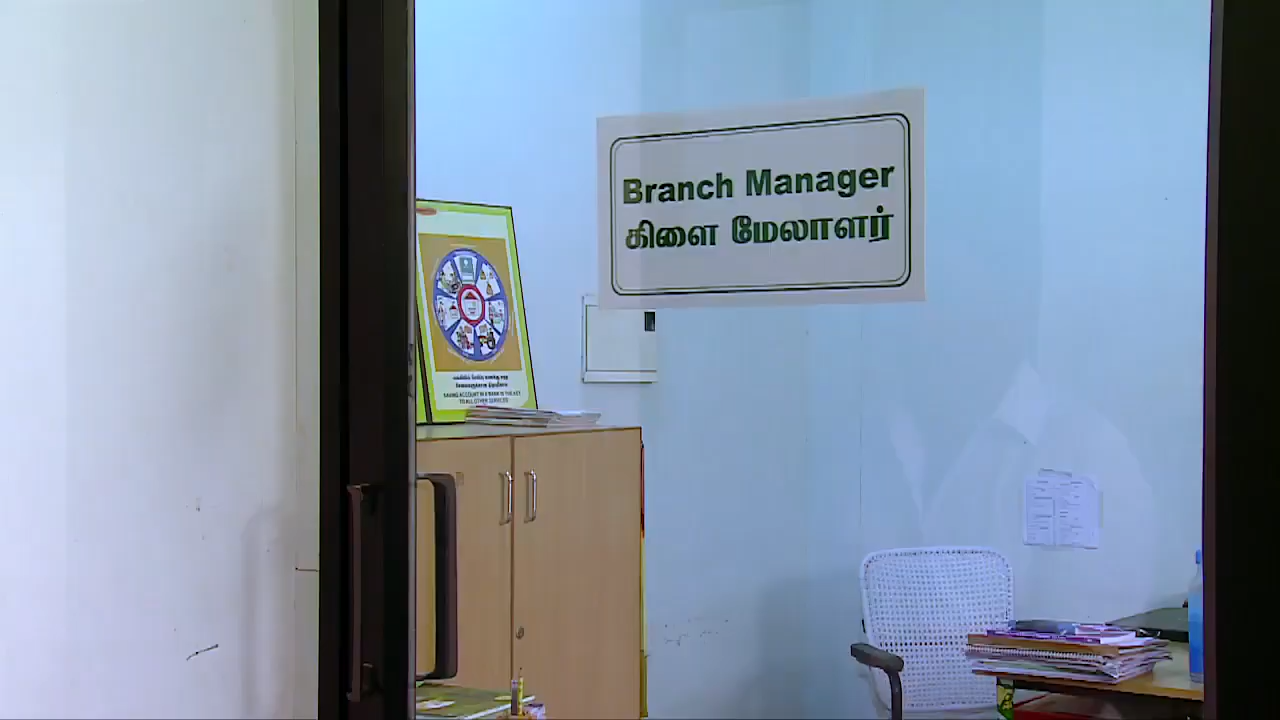 Branch Manager
கிளை மேலாளர்
SAVING ACCOUNT IN A BANK IS THE KEY
TO ALL OTHER SERVICES